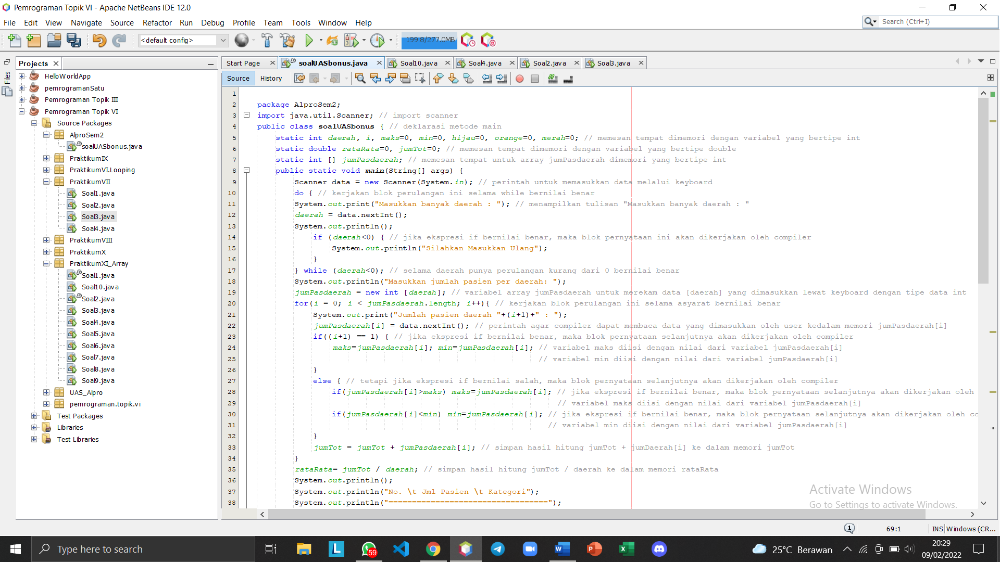 Pemrograman Topik VI - Apache NetBeans IDE 12.0
File Edit View Navigate Source Refactor Run Debug Profile Team Tools Window Help
Search (Ctrl+I)
<default config>
199.8/277.0MB
Files
Projects
HelloWorldApp
pemrogramanSatu
Pemrograman Topik III
Pemrograman Topik VI
Source Packages
AlproSem2
soalUASbonus.java
PraktikumIX
PraktikumVI.Looping
PraktikumVII
Soal1.java
Soal2.java
Soal3.java
Soal4.java
PraktikumVIII
PraktikumX
PraktikumXI_Array
Soal1.java
Soal10.java
Soal2.java
Soal3.java
Soal4.java
Soal5.java
Soal6.java
Soal7.java
Soal8.java
Soal9.java
UAS_Alpro
pemrograman.topik.vi
Test Packages
Libraries
Test Libraries
Start Page soalUASbonus.java Soal10.java Soal4.java Soal2.java Soal3.java
Source History
1
2 package AlproSem2;
3 import java.util.Scanner; // import scanner
4 public class soalUASbonus { // deklarasi metode main
5 static int daerah, i, maks=0, min=0, hijau=0, orange=0, merah=0; // memesan tempat dimemori dengan variabel yang bertipe int
6 static double rataRata=0, jumTot=0; // memesan tempat dimemori dengan variabel yang bertipe double
7 static int [] jumPasdaerah; // memesan tempat untuk array jumPasdaerah dimemori yang bertipe int
8 public static void main(String[] args) {
9 Scanner data = new Scanner(System.in); // perintah untuk memasukkan data melalui keyboard
10 do { // kerjakan blok perulangan ini selama while bernilai benar
11 System.out.print("Masukkan banyak daerah : "); // menampilkan tulisan "Masukkan banyak daerah : "
12 daerah = data.nextInt();
13 System.out.println();
14 if (daerah<0) { // jika ekspresi if bernilai benar, maka blok pernyataan ini akan dikerjakan oleh compiler
15 System.out.println("Silahkan Masukkan Ulang");
16 }
17 } while (daerah<0); // selama daerah punya perulangan kurang dari 0 bernilai benar
18 System.out.println("Masukkan jumlah pasien per daerah: ");
19 jumPasdaerah = new int [daerah]; // variabel array jumPasdaerah untuk merekam data [daerah] yang dimasukkan lewat keyboard dengan tipe data int
20 for(i = 0; i < jumPasdaerah.length; i++){ // kerjakan blok perulangan ini selama asyarat bernilai benar
21 System.out.print("Jumlah pasien daerah "+(i+1)+" : ");
22 jumPasdaerah[i] = data.nextInt(); // perintah agar compiler dapat membaca data yang dimasukkan oleh user kedalam memori jumPasdaerah[i]
23 if((i+1) == 1) { // jika ekspresi if bernilai benar, maka blok pernyataan selanjutnya akan dikerjakan oleh compiler
24 maks=jumPasdaerah[i]; min=jumPasdaerah[i]; // variabel maks diisi dengan nilai dari variabel jumPasdaerah[i]
25 // variabel min diisi dengan nilai dari variabel jumPasdaerah[i]
26 }
27 else { // tetapi jika ekspresi if bernilai salah, maka blok pernyataan selanjutnya akan dikerjakan oleh compiler
28 if(jumPasdaerah[i]>maks) maks=jumPasdaerah[i]; // jika ekspresi if bernilai benar, maka blok pernyataan selanjutnya akan dikerjakan oleh
29 // variabel maks diisi dengan nilai dari variabel jumPasdaerah[i]
30 if(jumPasdaerah[i]<min) min=jumPasdaerah[i]; // jika ekspresi if bernilai benar, maka blok pernyataan selanjutnya akan dikerjakan oleh co
31 // variabel min diisi dengan nilai dari variabel jumPasdaerah[i]
32 }
33 jumTot = jumTot + jumPasdaerah[i]; // simpan hasil hitung jumTot + jumDaerah[i] ke dalam memori jumTot
34 }
35 rataRata= jumTot / daerah; // simpan hasil hitung jumTot / daerah ke dalam memori rataRata
36 System.out.println();
37 System.out.println("No. \t Jml Pasien \t Kategori");
38 System.out.println("==================================");
Activate Windows
Go to Settings to activate Windows.
1 69:1 INS Windows (CR...
Type here to search
59
25°C Berawan
20:29
09/02/2022